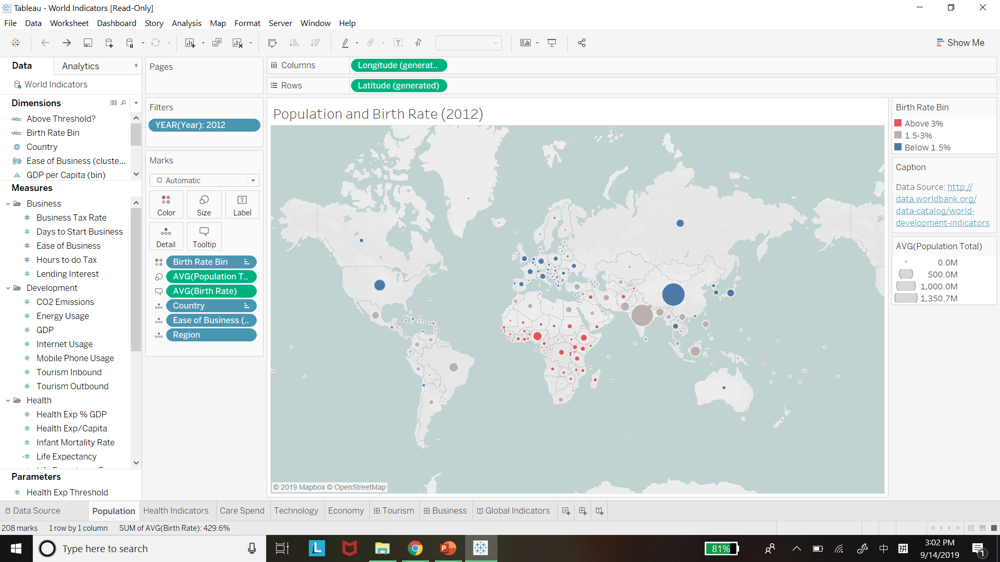 Tableau - World Indicators [Read-Only]
File Data Worksheet Dashboard Story Analysis Map Format Server Window Help
Show Me
Data
Analytics
World Indicators
Dimensions
Abc Above Threshold?
Abc Birth Rate Bin
Country
Ease of Business (cluste...
GDP per Capita (bin)
Measures
Business
Business Tax Rate
Days to Start Business
Ease of Business
Hours to do Tax
Lending Interest
Development
CO2 Emissions
Energy Usage
GDP
Internet Usage
Mobile Phone Usage
Tourism Inbound
Tourism Outbound
Health
Health Exp % GDP
Health Exp/Capita
Infant Mortality Rate
Life Expectancy
Parameters
Health Exp Threshold
Pages
Filters
YEAR(Year): 2012
Marks
Automatic
Color
Size
Label
Detail
Tooltip
Birth Rate Bin
AVG(Population T..
AVG(Birth Rate)
Country
Ease of Business (..
Region
Columns
Longitude (generat..
Rows
Latitude (generated)
Population and Birth Rate (2012)
© 2019 Mapbox © OpenStreetMap
Birth Rate Bin
Above 3%
1.5-3%
Below 1.5%
Caption
Data Source: http://
data.worldbank.org/
data-catalog/world-
development-indicators
AVG(Population Total)
0.0M
500.0M
1,000.0M
1,350.7M
Data Source
Population
Health Indicators
Care Spend
Technology
Economy
Tourism
Business
Global Indicators
208 marks
1 row by 1 column
SUM of AVG(Birth Rate): 429.6%
Type here to search
L
P
81%
中
拼
3:02 PM
9/14/2019
1